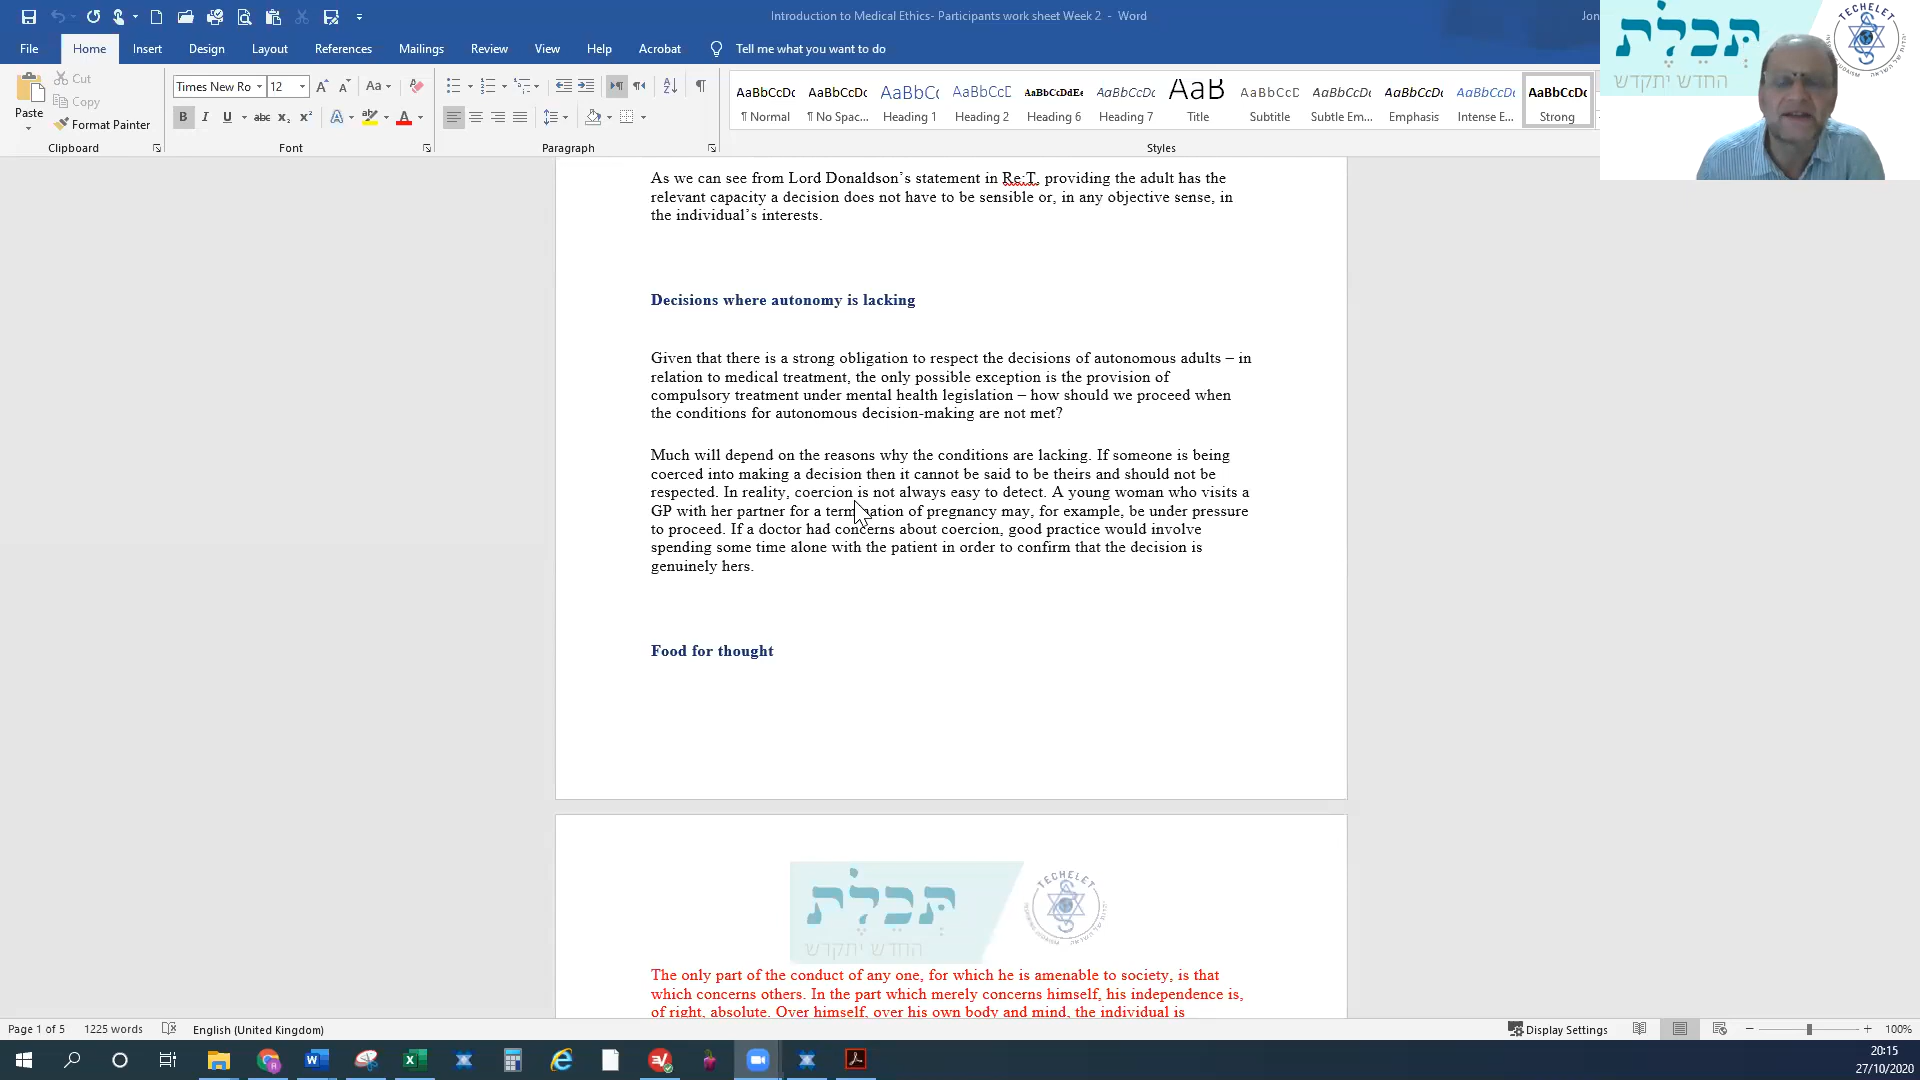 Introduction to Medical Ethics- Participants work sheet Week 2 - Word
Jon
File Home Insert Design Layout References Mailings Review View Help Acrobat Tell me what you want to do
Paste
Cut
Copy
Format Painter
Clipboard
Times New Ro 12
Font
Paragraph
AaBbCcDc AaBbCcDc AaBbC( AaBbCcD AaBbCcDdEe AaBbCcDc AaB AaBbCcD AaBbCcDc AaBbCcDc AaBbCcDc AaBbCcDc
¶ Normal ¶ No Spac... Heading 1 Heading 2 Heading 6 Heading 7 Title Subtitle Subtle Em... Emphasis Intense E... Strong
Styles
תְּכֵלֶת
החדש יתקדש
TECHELET
As we can see from Lord Donaldson's statement in Re:T, providing the adult has the
relevant capacity a decision does not have to be sensible or, in any objective sense, in
the individual's interests.
Decisions where autonomy is lacking
Given that there is a strong obligation to respect the decisions of autonomous adults – in
relation to medical treatment, the only possible exception is the provision of
compulsory treatment under mental health legislation – how should we proceed when
the conditions for autonomous decision-making are not met?
Much will depend on the reasons why the conditions are lacking. If someone is being
coerced into making a decision then it cannot be said to be theirs and should not be
respected. In reality, coercion is not always easy to detect. A young woman who visits a
GP with her partner for a termination of pregnancy may, for example, be under pressure
to proceed. If a doctor had concerns about coercion, good practice would involve
spending some time alone with the patient in order to confirm that the decision is
genuinely hers.
Food for thought
תְּכֵלֶת
החדש יתקדש
TECHELET
The only part of the conduct of any one, for which he is amenable to society, is that
which concerns others. In the part which merely concerns himself, his independence is,
of right, absolute. Over himself, over his own body and mind, the individual is
Page 1 of 5 1225 words English (United Kingdom) Display Settings 100%
20:15
27/10/2020